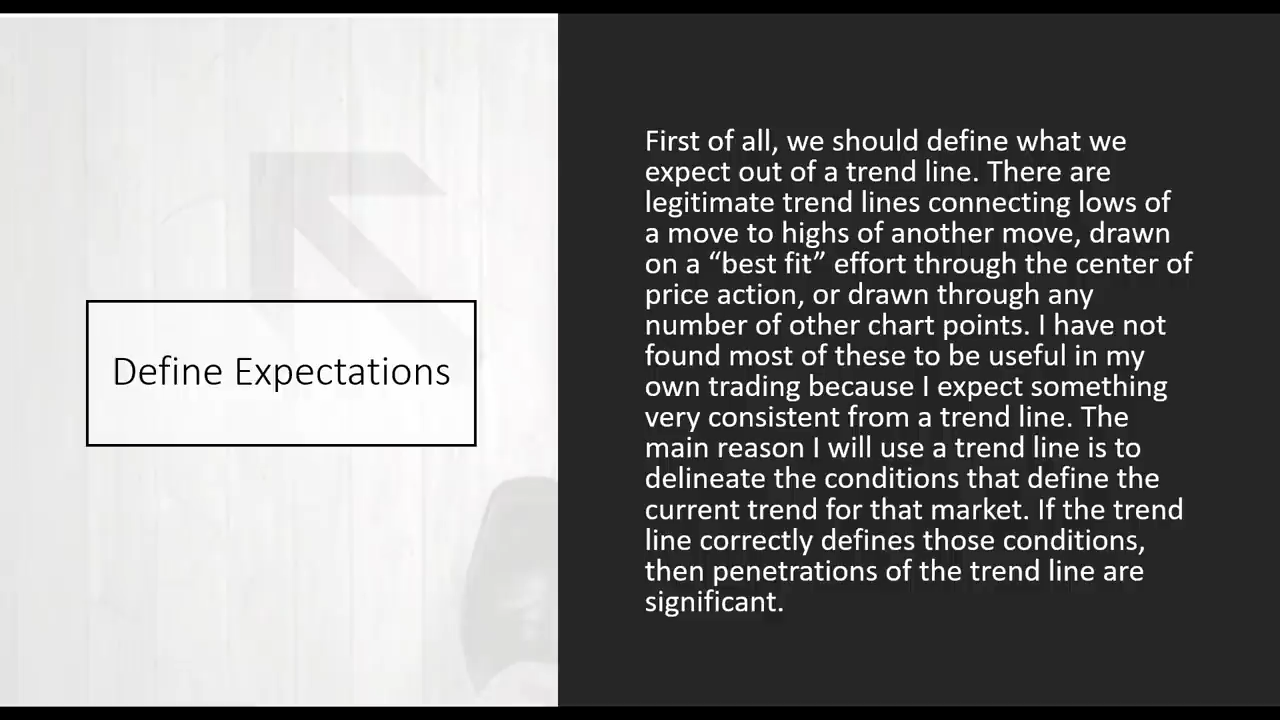 Define Expectations
First of all, we should define what we
expect out of a trend line. There are
legitimate trend lines connecting lows of
a move to highs of another move, drawn
on a “best fit” effort through the center of
price action, or drawn through any
number of other chart points. I have not
found most of these to be useful in my
own trading because I expect something
very consistent from a trend line. The
main reason I will use a trend line is to
delineate the conditions that define the
current trend for that market. If the trend
line correctly defines those conditions,
then penetrations of the trend line are
significant.